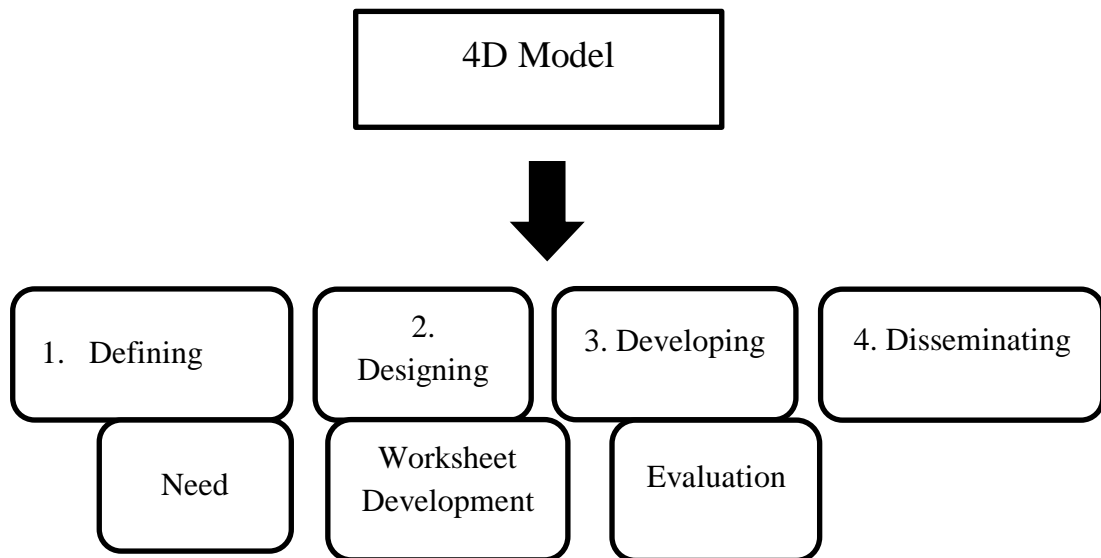 4D Model
1. Defining
2.
Designing
3. Developing
4. Disseminating
Need
Worksheet
Development
Evaluation